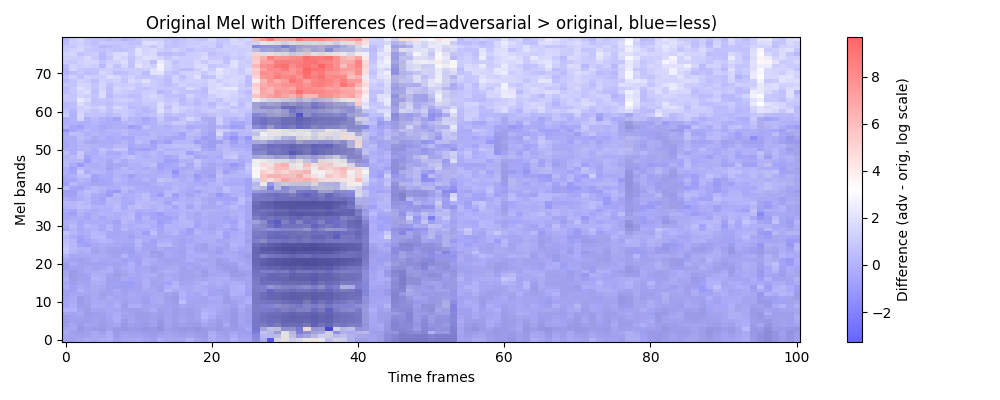 Original Mel with Differences (red=adversarial > original, blue=less)
Mel bands
70
60
50
40
30
20
10
0
0 20 40 60 80 100
Time frames
8
6
4
2
0
−2
Difference (adv - orig, log scale)